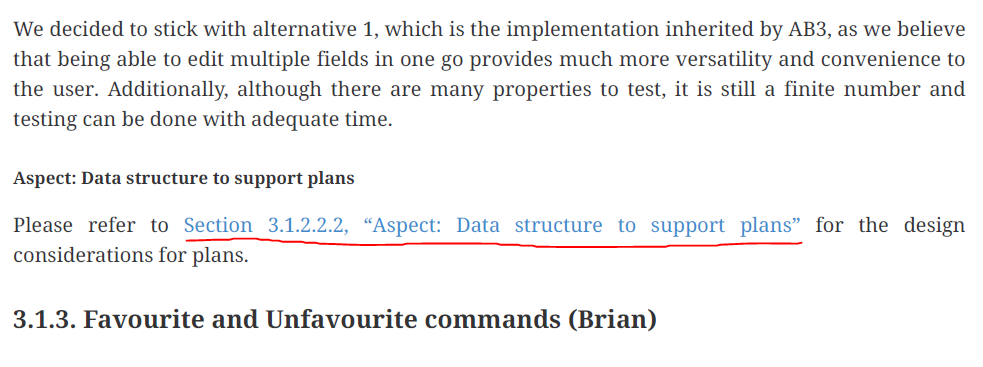 We decided to stick with alternative 1, which is the implementation inherited by AB3, as we believe
that being able to edit multiple fields in one go provides much more versatility and convenience to
the user. Additionally, although there are many properties to test, it is still a finite number and
testing can be done with adequate time.
Aspect: Data structure to support plans
Please refer to Section 3.1.2.2.2, “Aspect: Data structure to support plans” for the design
considerations for plans.
3.1.3. Favourite and Unfavourite commands (Brian)